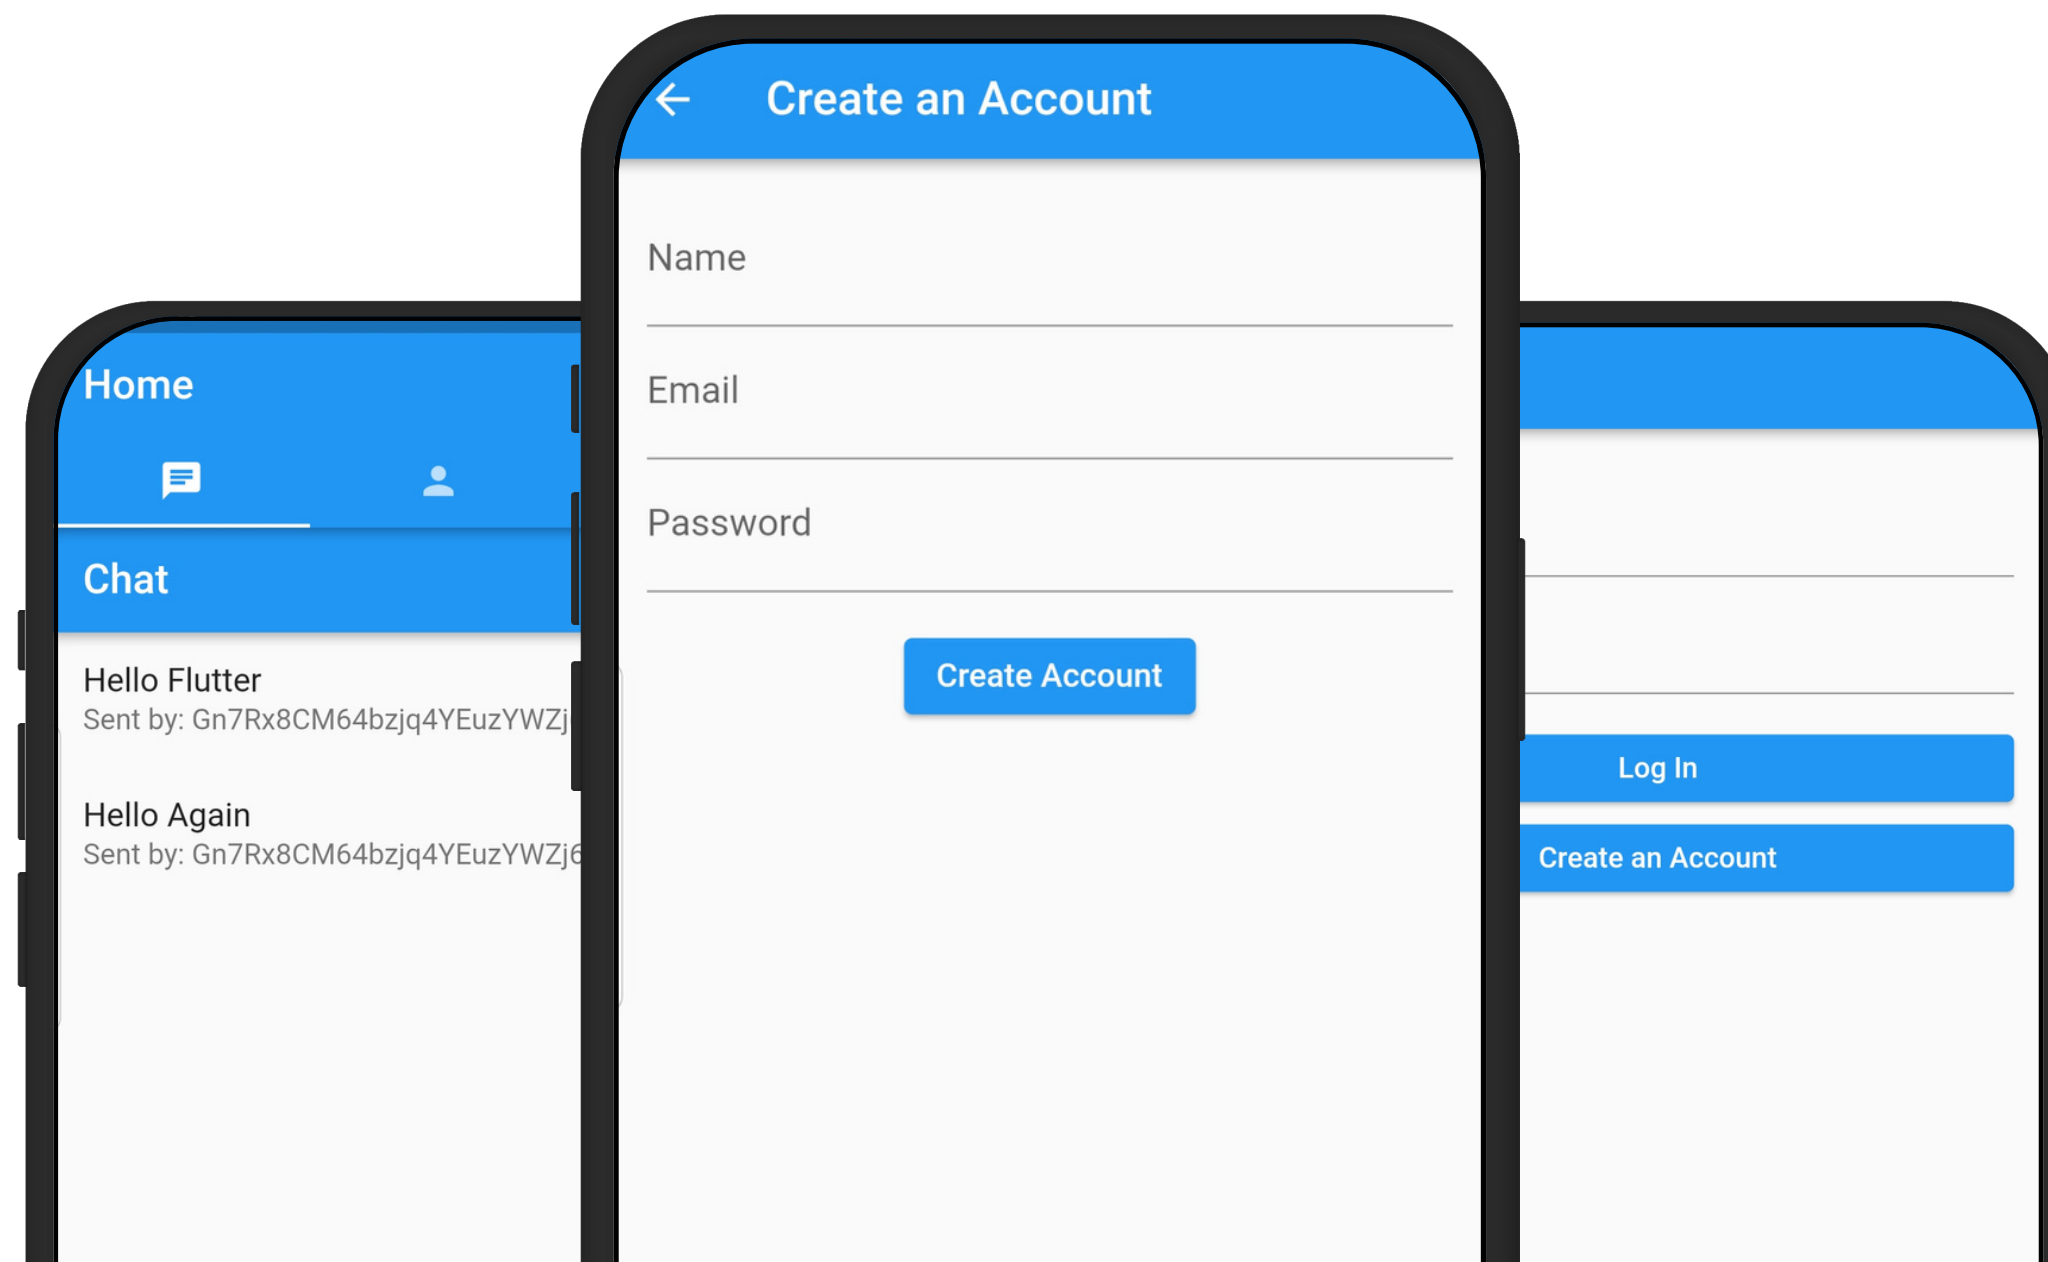 Home
Chat
Hello Flutter
Sent by: Gn7Rx8CM64bzjq4YEuzYWZj
Hello Again
Sent by: Gn7Rx8CM64bzjq4YEuzYWZj6
Create an Account
Name
Email
Password
Create Account
Log In
Create an Account